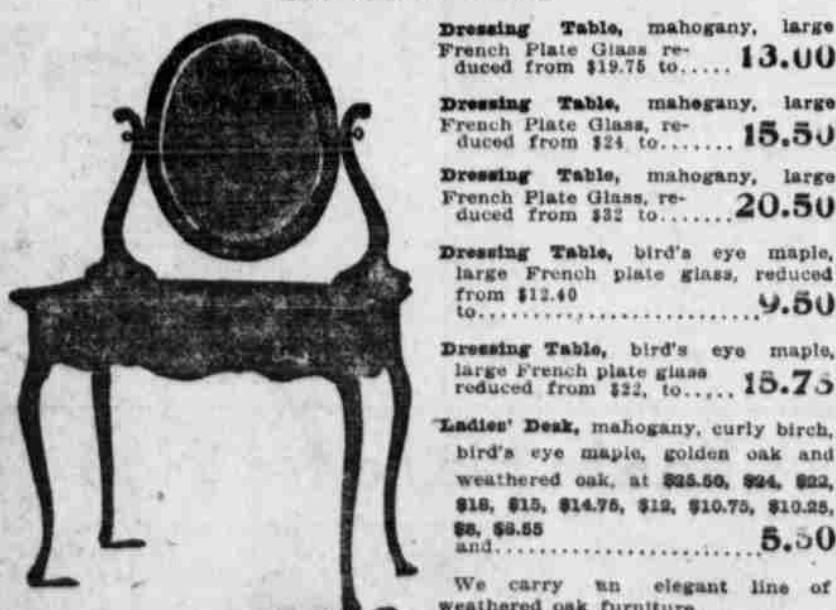 Dressing Table, mahogany, large
French Plate Glass re-
duced from $19.75 to..... 13.00
Dressing Table, mahogany, large
French Plate Glass, re-
duced from $24 to....... 15.50
Dressing Table, mahogany, large
French Plate Glass, re-
duced from $32 to....... 20.50
Dressing Table, bird's eye maple,
large French plate glass, reduced
from $12.40
to.......................... 9.50
Dressing Table, bird's eye maple,
large French plate glass
reduced from $22, to..... 15.75
Ladies' Desk, mahogany, curly birch,
bird's eye maple, golden oak and
weathered oak, at $25.50, $24, $22,
$18, $15, $14.75, $12, $10.75, $10.25,
$8, $6.55
and......................... 5.50
We carry an elegant line of
weathered oak furniture